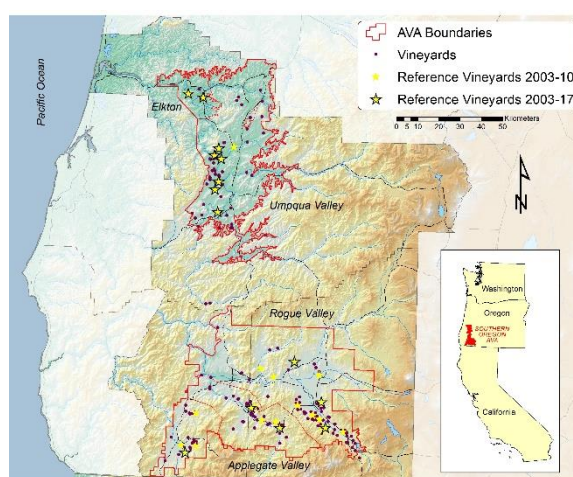 Pacific Ocean
AVA Boundaries
Vineyards
Reference Vineyards 2003-10
Reference Vineyards 2003-17
Kilometers
0 5 10 20 30 40 50
N
Elkton
Umpqua Valley
Rogue Valley
Applegate Valley
Washington
Oregon
SOUTHERN
OREGON
AVA
California